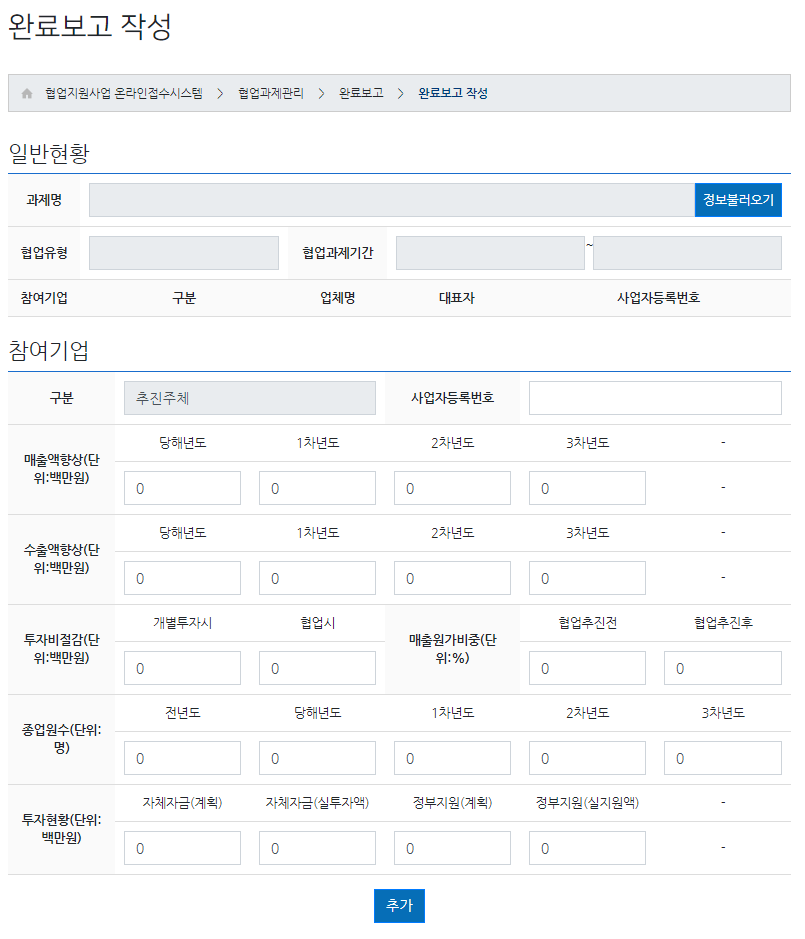 완료보고 작성
협업지원사업 온라인접수시스템 > 협업과제관리 > 완료보고 > 완료보고 작성
일반현황
과제명 정보불러오기
협업유형 협업과제기간 ~
참여기업 구분 업체명 대표자 사업자등록번호
참여기업
구분 추진주체 사업자등록번호
매출액향상(단
위:백만원)
당해년도 1차년도 2차년도 3차년도 -
0 0 0 0 -
수출액향상(단
위:백만원)
당해년도 1차년도 2차년도 3차년도 -
0 0 0 0 -
투자비절감(단
위:백만원)
개별투자시 협업시
0 0
매출원가비중(단
위:%)
협업추진전 협업추진후
0 0
종업원수(단위:
명)
전년도 당해년도 1차년도 2차년도 3차년도
0 0 0 0 0
투자현황(단위:
백만원)
자체자금(계획) 자체자금(실투자액) 정부지원(계획) 정부지원(실지원액) -
0 0 0 0 -
추가